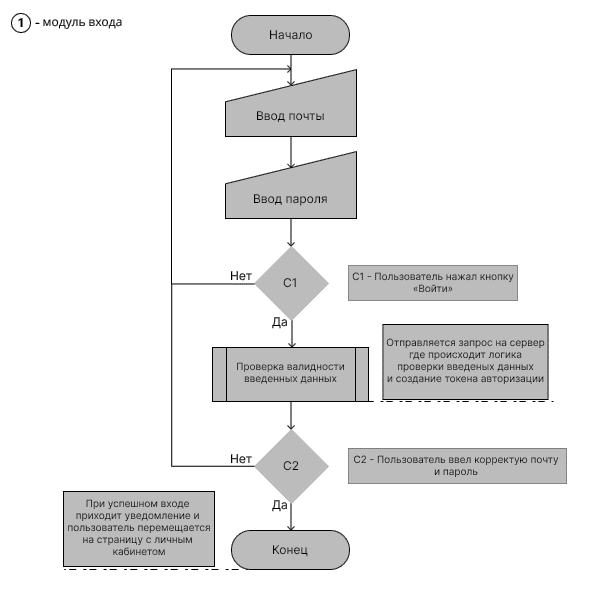 1 - модуль входа
Начало
Ввод почты
Ввод пароля
Нет
C1
C1 - Пользователь нажал кнопку
«Войти»
Да
Проверка валидности
введенных данных
Отправляется запрос на сервер
где происходит логика
проверки введеных данных
и создание токена авторизации
Нет
C2
C2 - Пользователь ввел корректую почту
и пароль
Да
При успешном входе
приходит уведомление и
пользователь перемещается
на страницу с личным
кабинетом
Конец